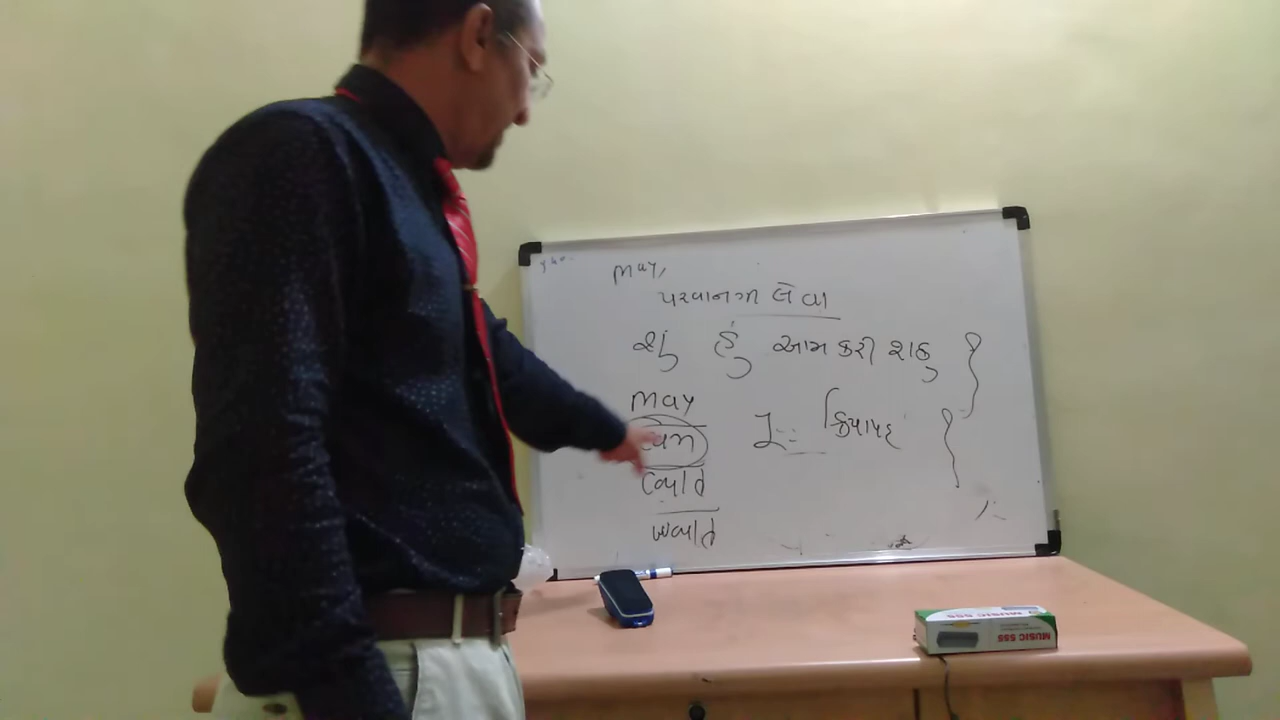 may,
પરવાનગી લેવા
શું હું આમ કરી શકુ
may
can I ક્રિયાપદ
Could
would
MUSIC 555